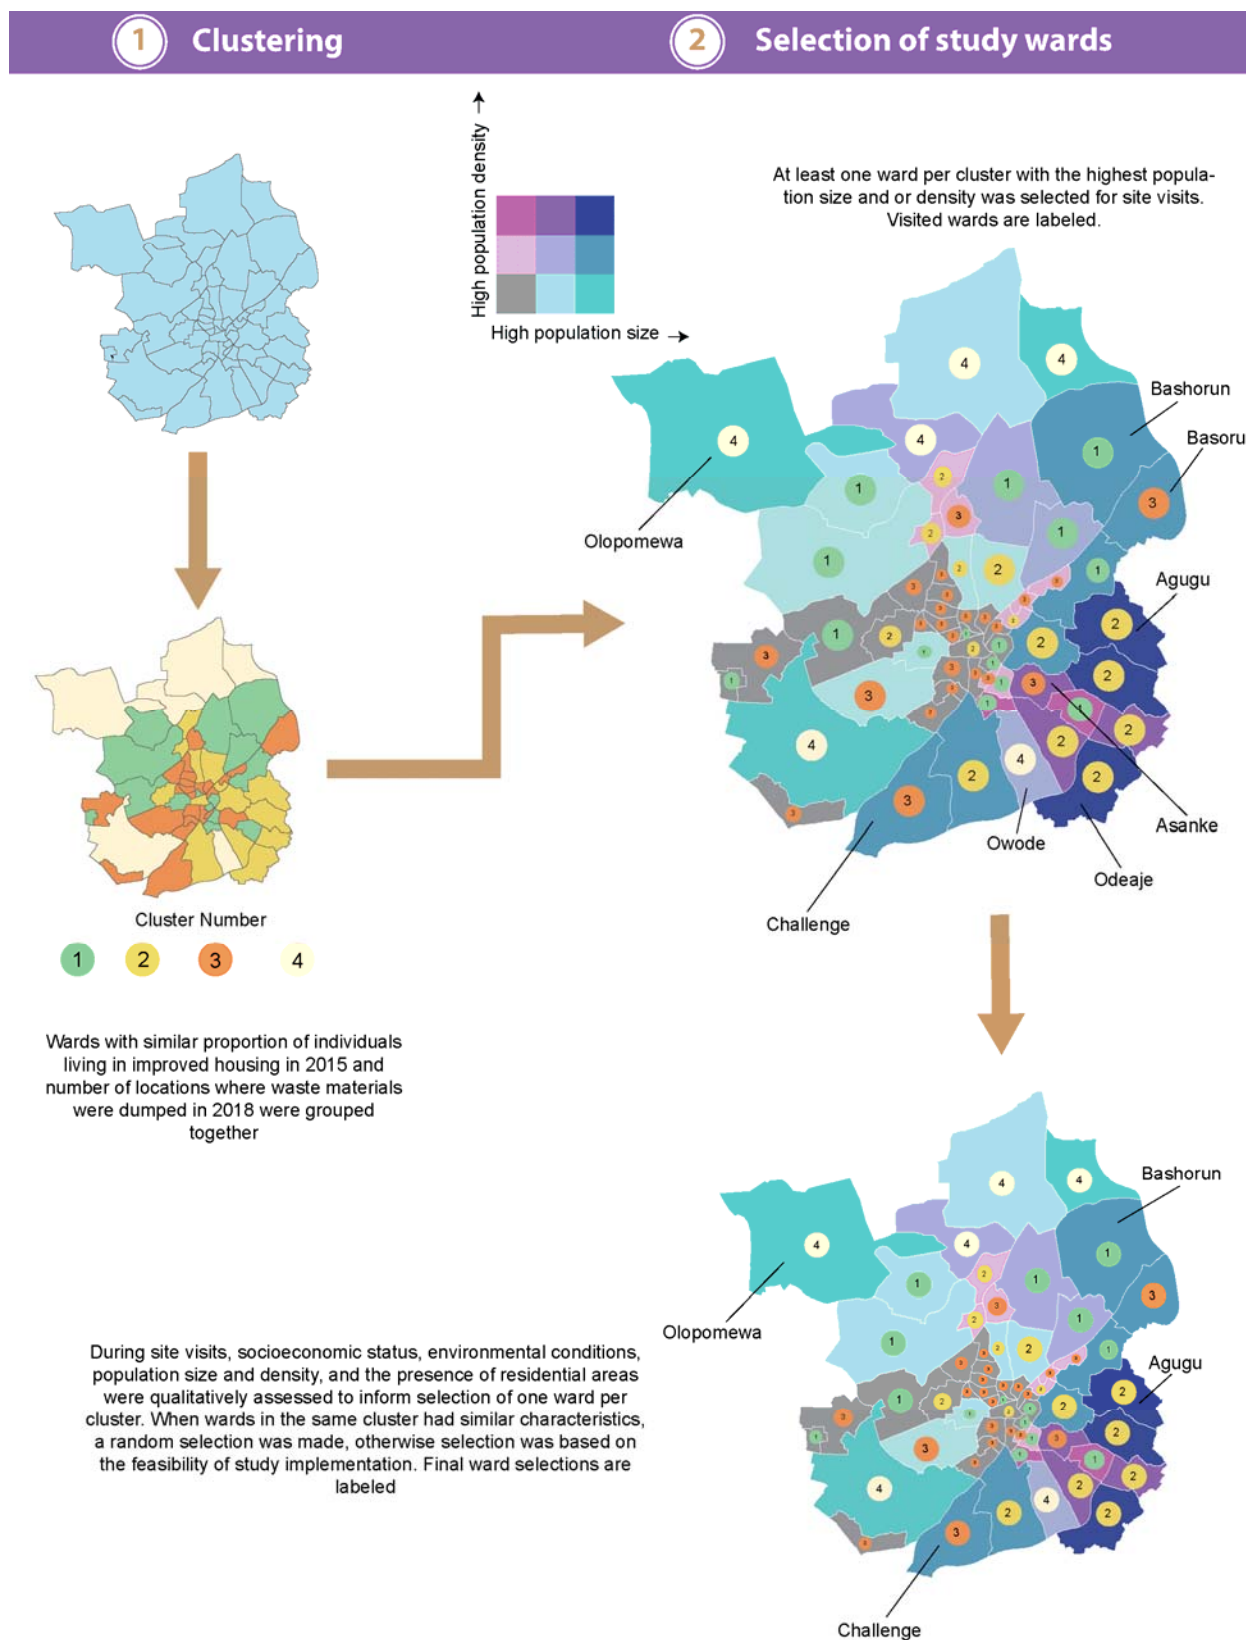 1 Clustering
2 Selection of study wards
High population density
High population size
At least one ward per cluster with the highest popula-
tion size and or density was selected for site visits.
Visited wards are labeled.
Bashorun
Basoru
Olopomewa
Agugu
Asanke
Owode
Odeaje
Challenge
Cluster Number
1 2 3 4
Wards with similar proportion of individuals
living in improved housing in 2015 and
number of locations where waste materials
were dumped in 2018 were grouped
together
Bashorun
Olopomewa
Agugu
Challenge
During site visits, socioeconomic status, environmental conditions,
population size and density, and the presence of residential areas
were qualitatively assessed to inform selection of one ward per
cluster. When wards in the same cluster had similar characteristics,
a random selection was made, otherwise selection was based on
the feasibility of study implementation. Final ward selections are
labeled